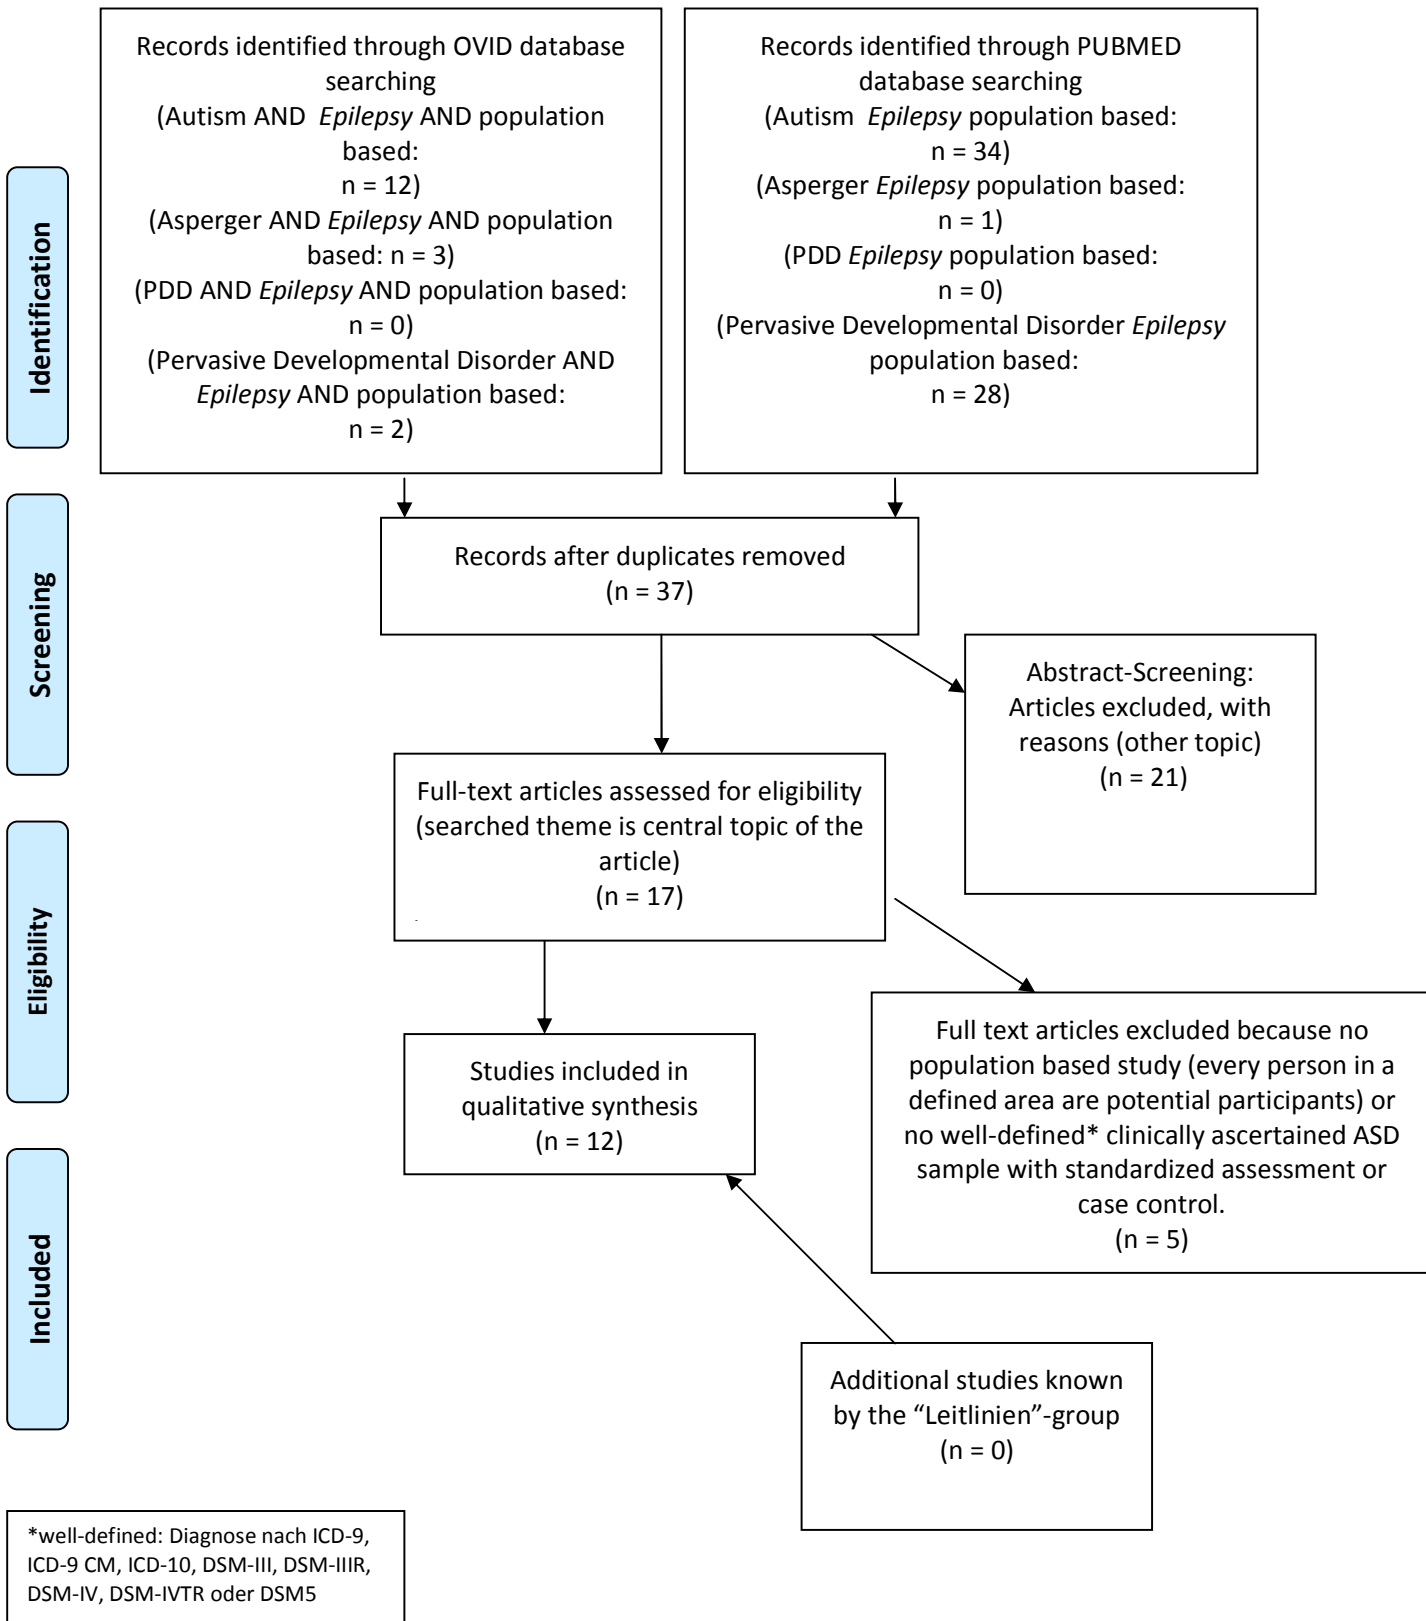 Records identified through OVID database
searching
(Autism AND Epilepsy AND population
based:
n = 12)
(Asperger AND Epilepsy AND population
based: n = 3)
(PDD AND Epilepsy AND population based:
n = 0)
(Pervasive Developmental Disorder AND
Epilepsy AND population based:
n = 2)
Records identified through PUBMED
database searching
(Autism Epilepsy population based:
n = 34)
(Asperger Epilepsy population based:
n = 1)
(PDD Epilepsy population based:
n = 0)
(Pervasive Developmental Disorder Epilepsy
population based:
n = 28)
Identification
Screening
Records after duplicates removed
(n = 37)
Abstract-Screening:
Articles excluded, with
reasons (other topic)
(n = 21)
Full-text articles assessed for eligibility
(searched theme is central topic of the
article)
(n = 17)
Eligibility
Full text articles excluded because no
population based study (every person in a
defined area are potential participants) or
no well-defined* clinically ascertained ASD
sample with standardized assessment or
case control.
(n = 5)
Studies included in
qualitative synthesis
(n = 12)
Included
Additional studies known
by the “Leitlinien”-group
(n = 0)
*well-defined: Diagnose nach ICD-9,
ICD-9 CM, ICD-10, DSM-III, DSM-IIIR,
DSM-IV, DSM-IVTR oder DSM5